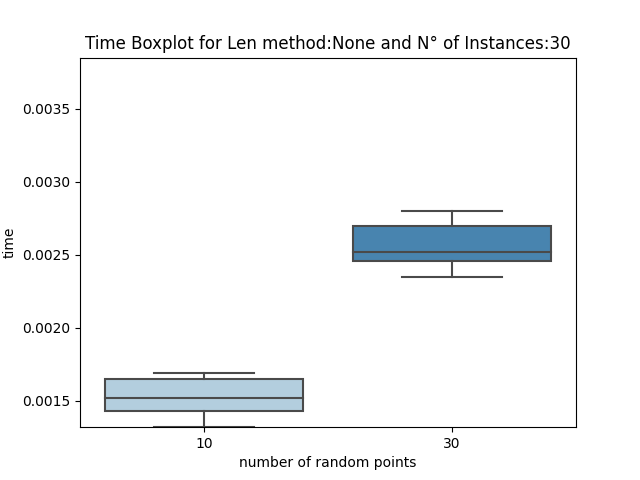 Time Boxplot for Len method:None and N° of Instances:30
0.0035
0.0030
0.0025
0.0020
0.0015
time
10 30
number of random points